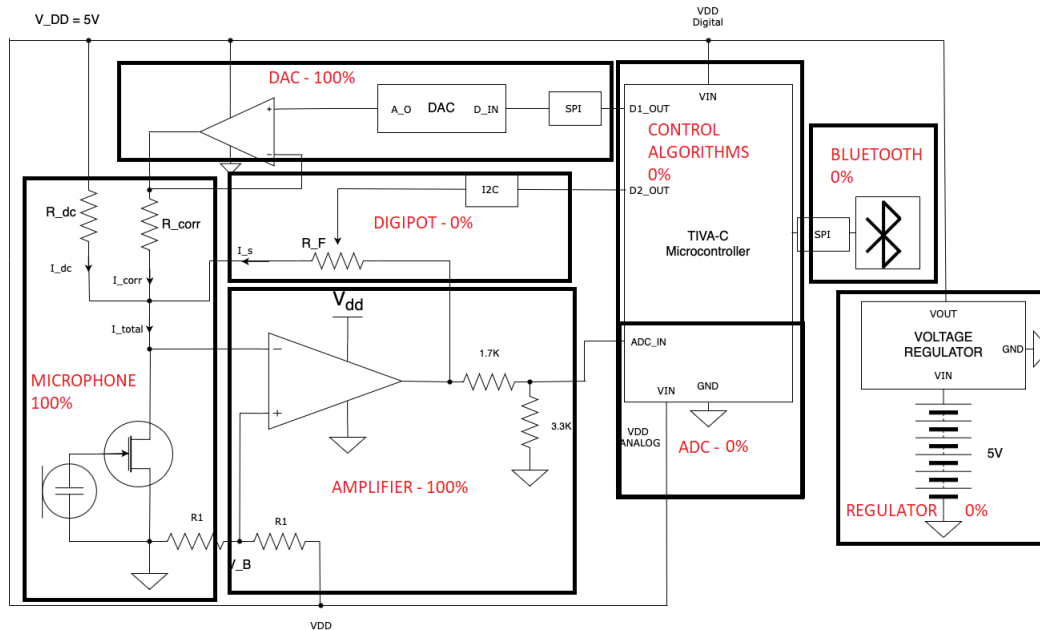 V_DD = 5V
VDD
Digital
DAC - 100%
A_O
DAC
D_IN
SPI
D1_OUT
VIN
+
-
CONTROL
ALGORITHMS
0%
BLUETOOTH
0%
I2C
D2_OUT
R_dc
R_corr
DIGIPOT - 0%
TIVA-C
Microcontroller
SPI
R_F
I_s
I_dc
I_corr
V_dd
I_total
VOUT
VOLTAGE
REGULATOR
GND
VIN
ADC_IN
1.7K
MICROPHONE
100%
VIN
GND
3.3K
VDD
ANALOG
ADC - 0%
5V
AMPLIFIER - 100%
REGULATOR 0%
R1
R1
V_B
VDD